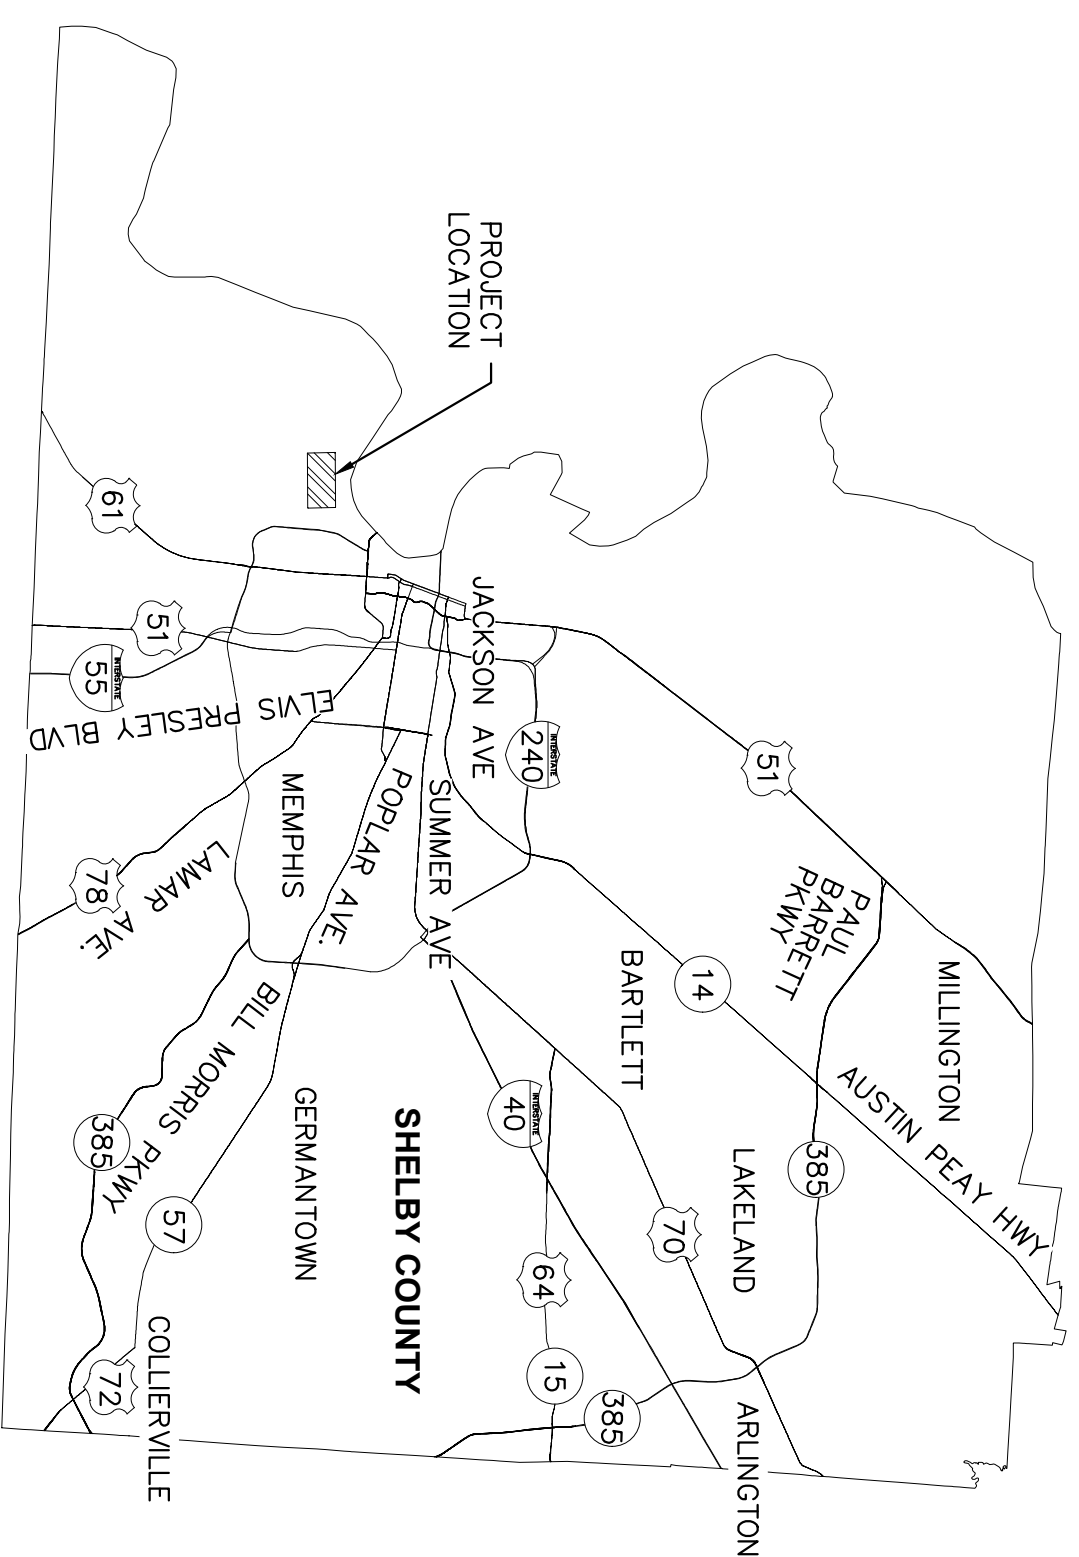 PROJECT
LOCATION
MILLINGTON
AUSTIN PEAY HWY
PAUL
BARRETT
PKWY
51
385
14
LAKELAND
ARLINGTON
BARTLETT
70
385
INTERSTATE
240
INTERSTATE
40
64
15
JACKSON AVE
SUMMER AVE
SHELBY COUNTY
POPLAR AVE.
MEMPHIS
GERMANTOWN
ELVIS PRESLEY BLVD
BILL MORRIS PKWY
LAMAR AVE.
57
COLLIERVILLE
61
51
INTERSTATE
55
78
385
72